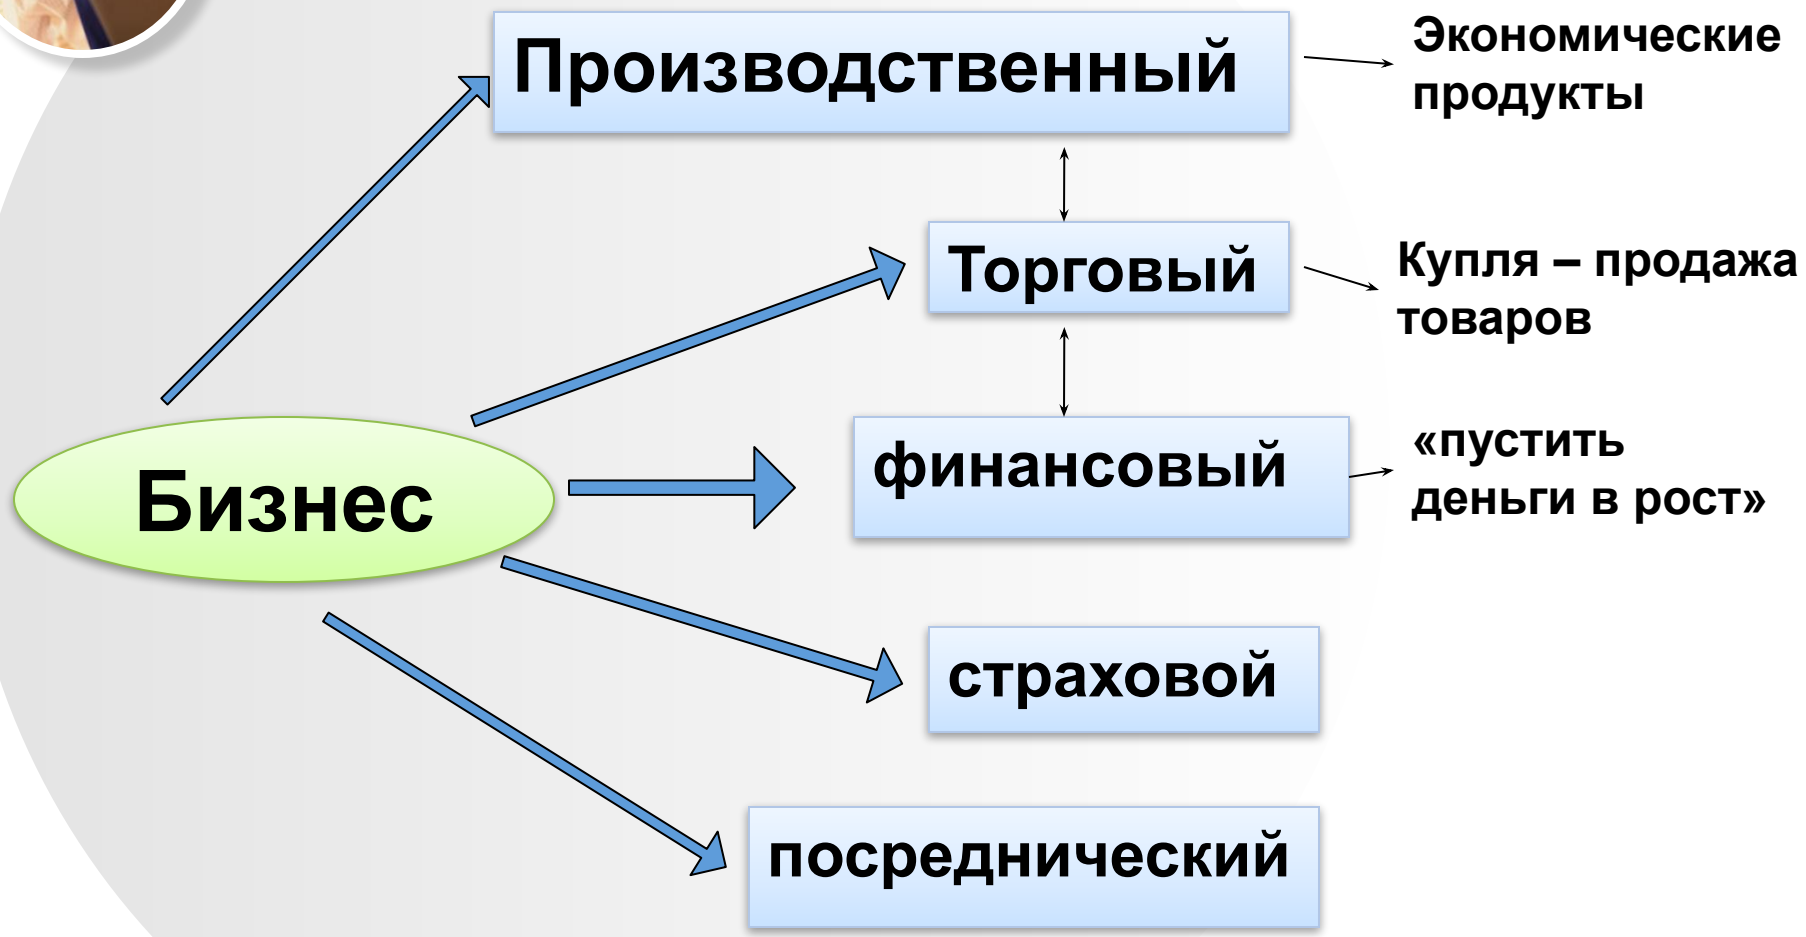 Производственный
Экономические
продукты
Торговый
Купля – продажа
товаров
Бизнес
финансовый
«пустить
деньги в рост»
страховой
посреднический